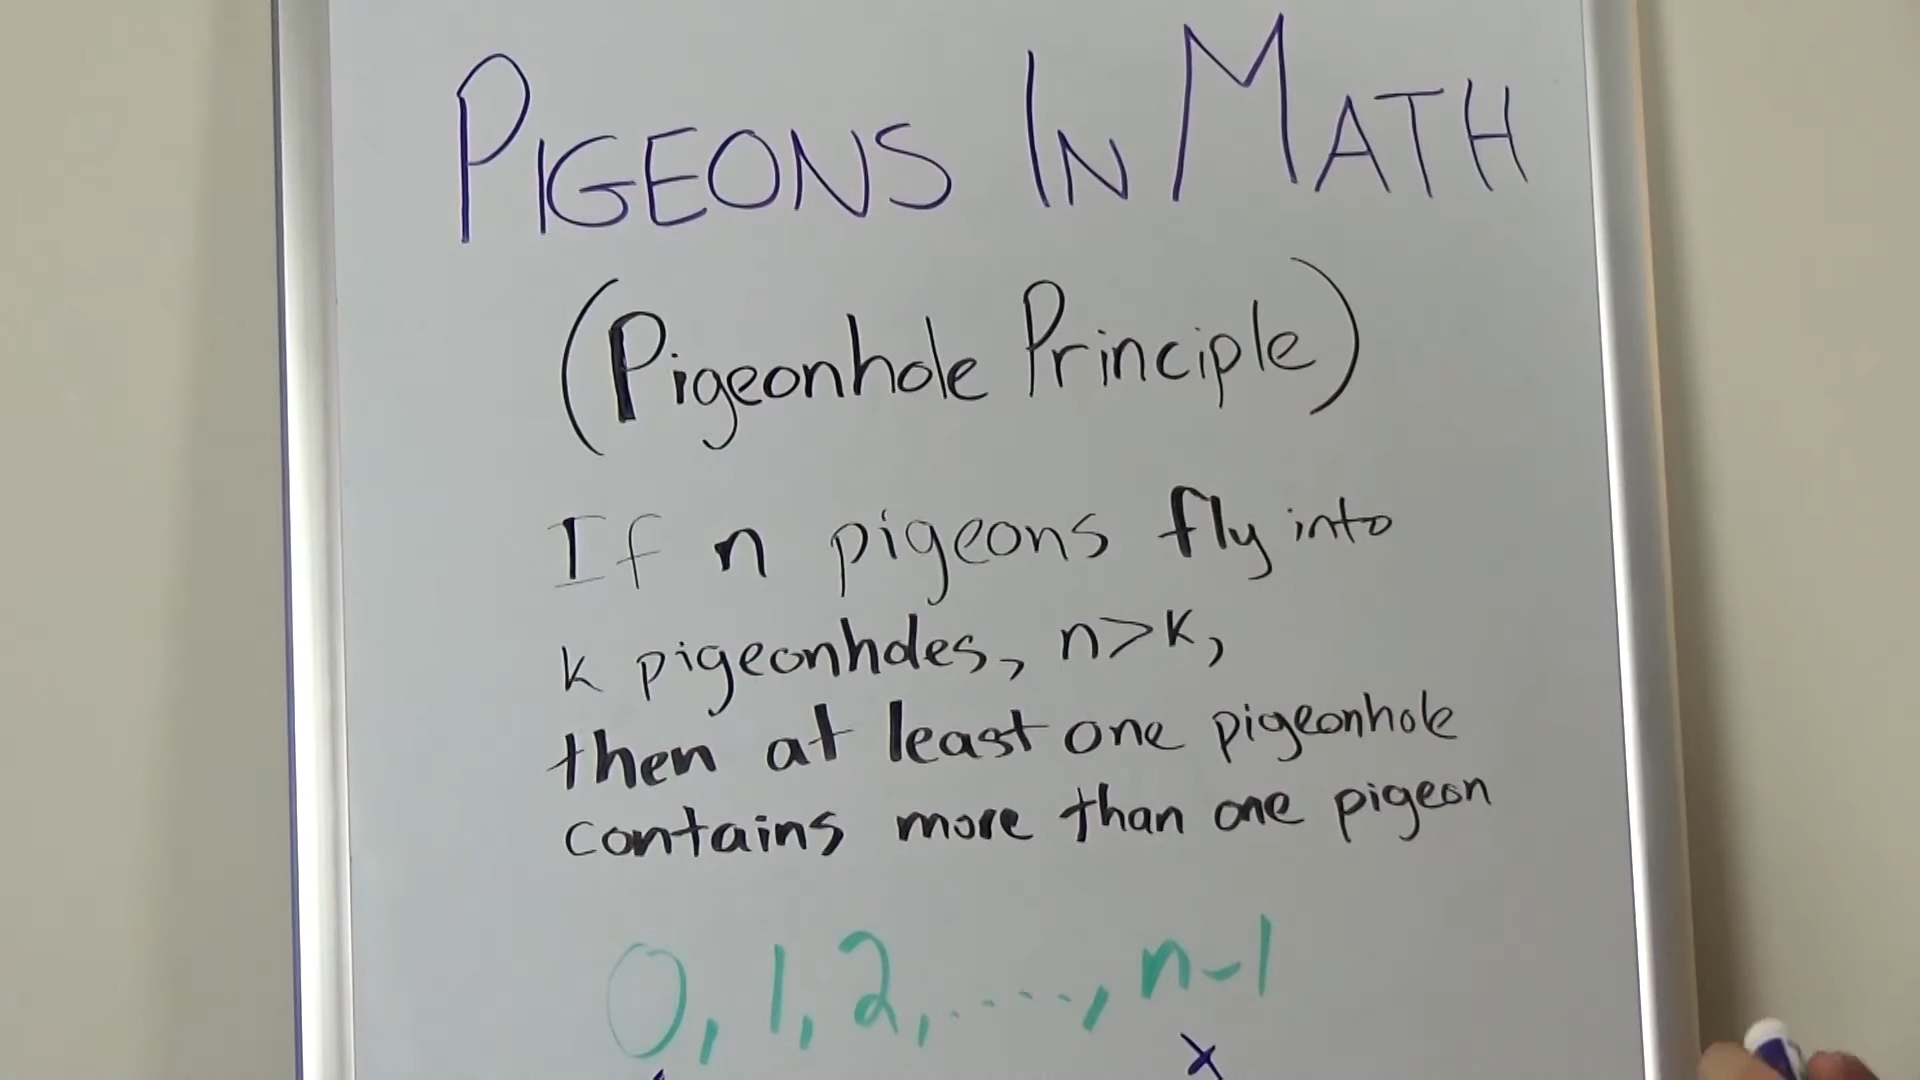 PIGEONS IN MATH
(Pigeonhole Principle)
If n pigeons fly into
k pigeonholes, n>k,
then at least one pigeonhole
contains more than one pigeon
0, 1, 2, ...., n-1
x